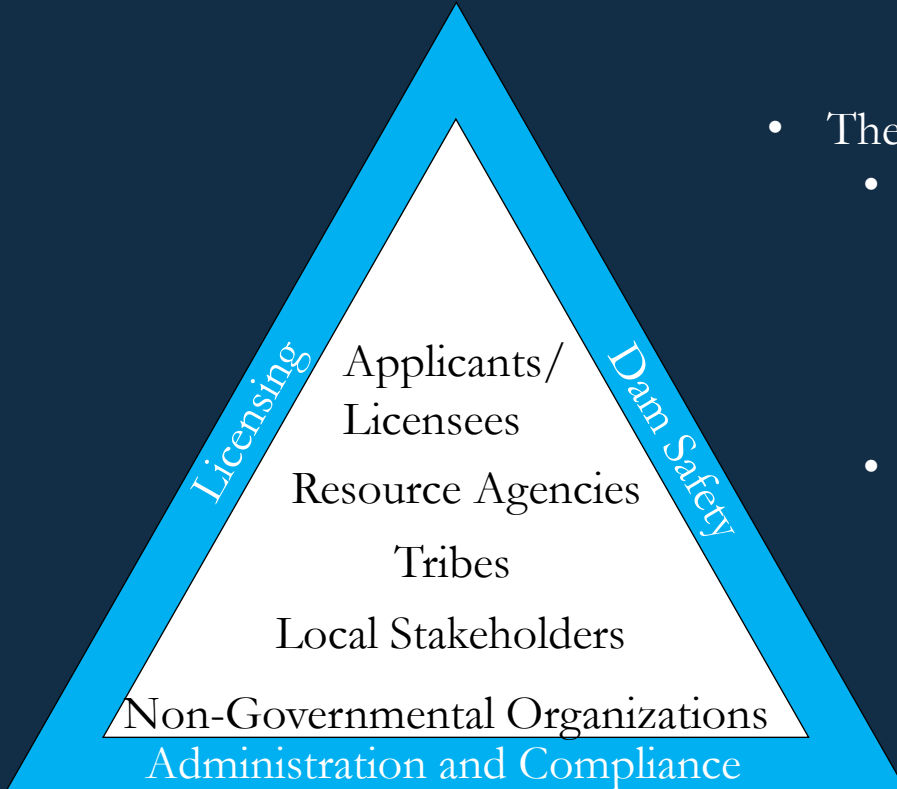 • The
•
•
Licensing
Dam Safety
Applicants/
Licensees
Resource Agencies
Tribes
Local Stakeholders
Non-Governmental Organizations
Administration and Compliance